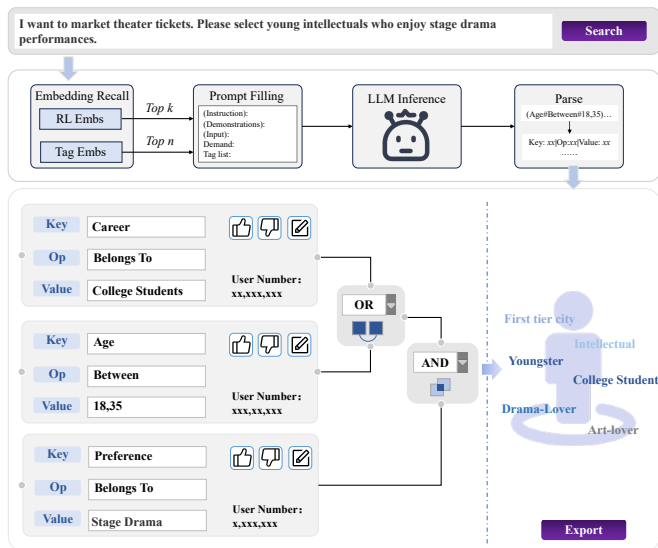 I want to market theater tickets. Please select young intellectuals who enjoy stage drama
performances.
Search
Embedding Recall
RL Embs
Tag Embs
Top k
Top n
Prompt Filling
(Instruction):
(Demonstrations):
(Input):
Demand:
Tag list:
LLM Inference
Parse
(Age#Between#18,35)…
Key: xx|Op:xx|Value: xx
……
Key
Career
Op
Belongs To
Value
College Students
User Number:
xx,xxx,xxx
Key
Age
Op
Between
Value
18,35
User Number:
xxx,xx,xxx
Key
Preference
Op
Belongs To
Value
Stage Drama
User Number:
x,xxx,xxx
OR
AND
First tier city
Intellectual
Youngster
College Student
Drama-Lover
Art-lover
Export